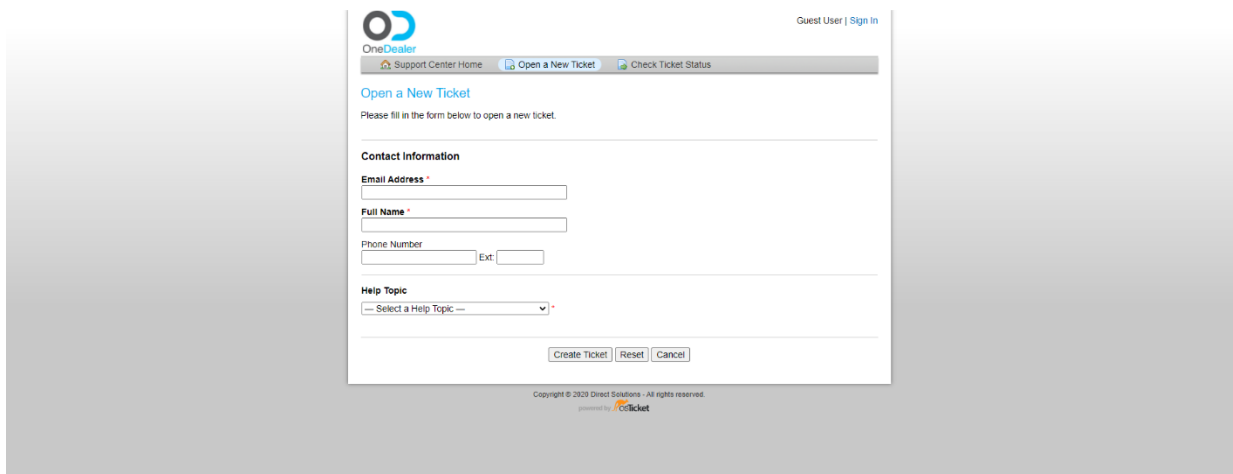 Guest User | Sign In
OneDealer
Support Center Home Open a New Ticket Check Ticket Status
Open a New Ticket
Please fill in the form below to open a new ticket.
Contact Information
Email Address *
Full Name *
Phone Number
Ext:
Help Topic
— Select a Help Topic — *
Create Ticket Reset Cancel
Copyright © 2020 Direct Solutions - All rights reserved.
powered by osTicket